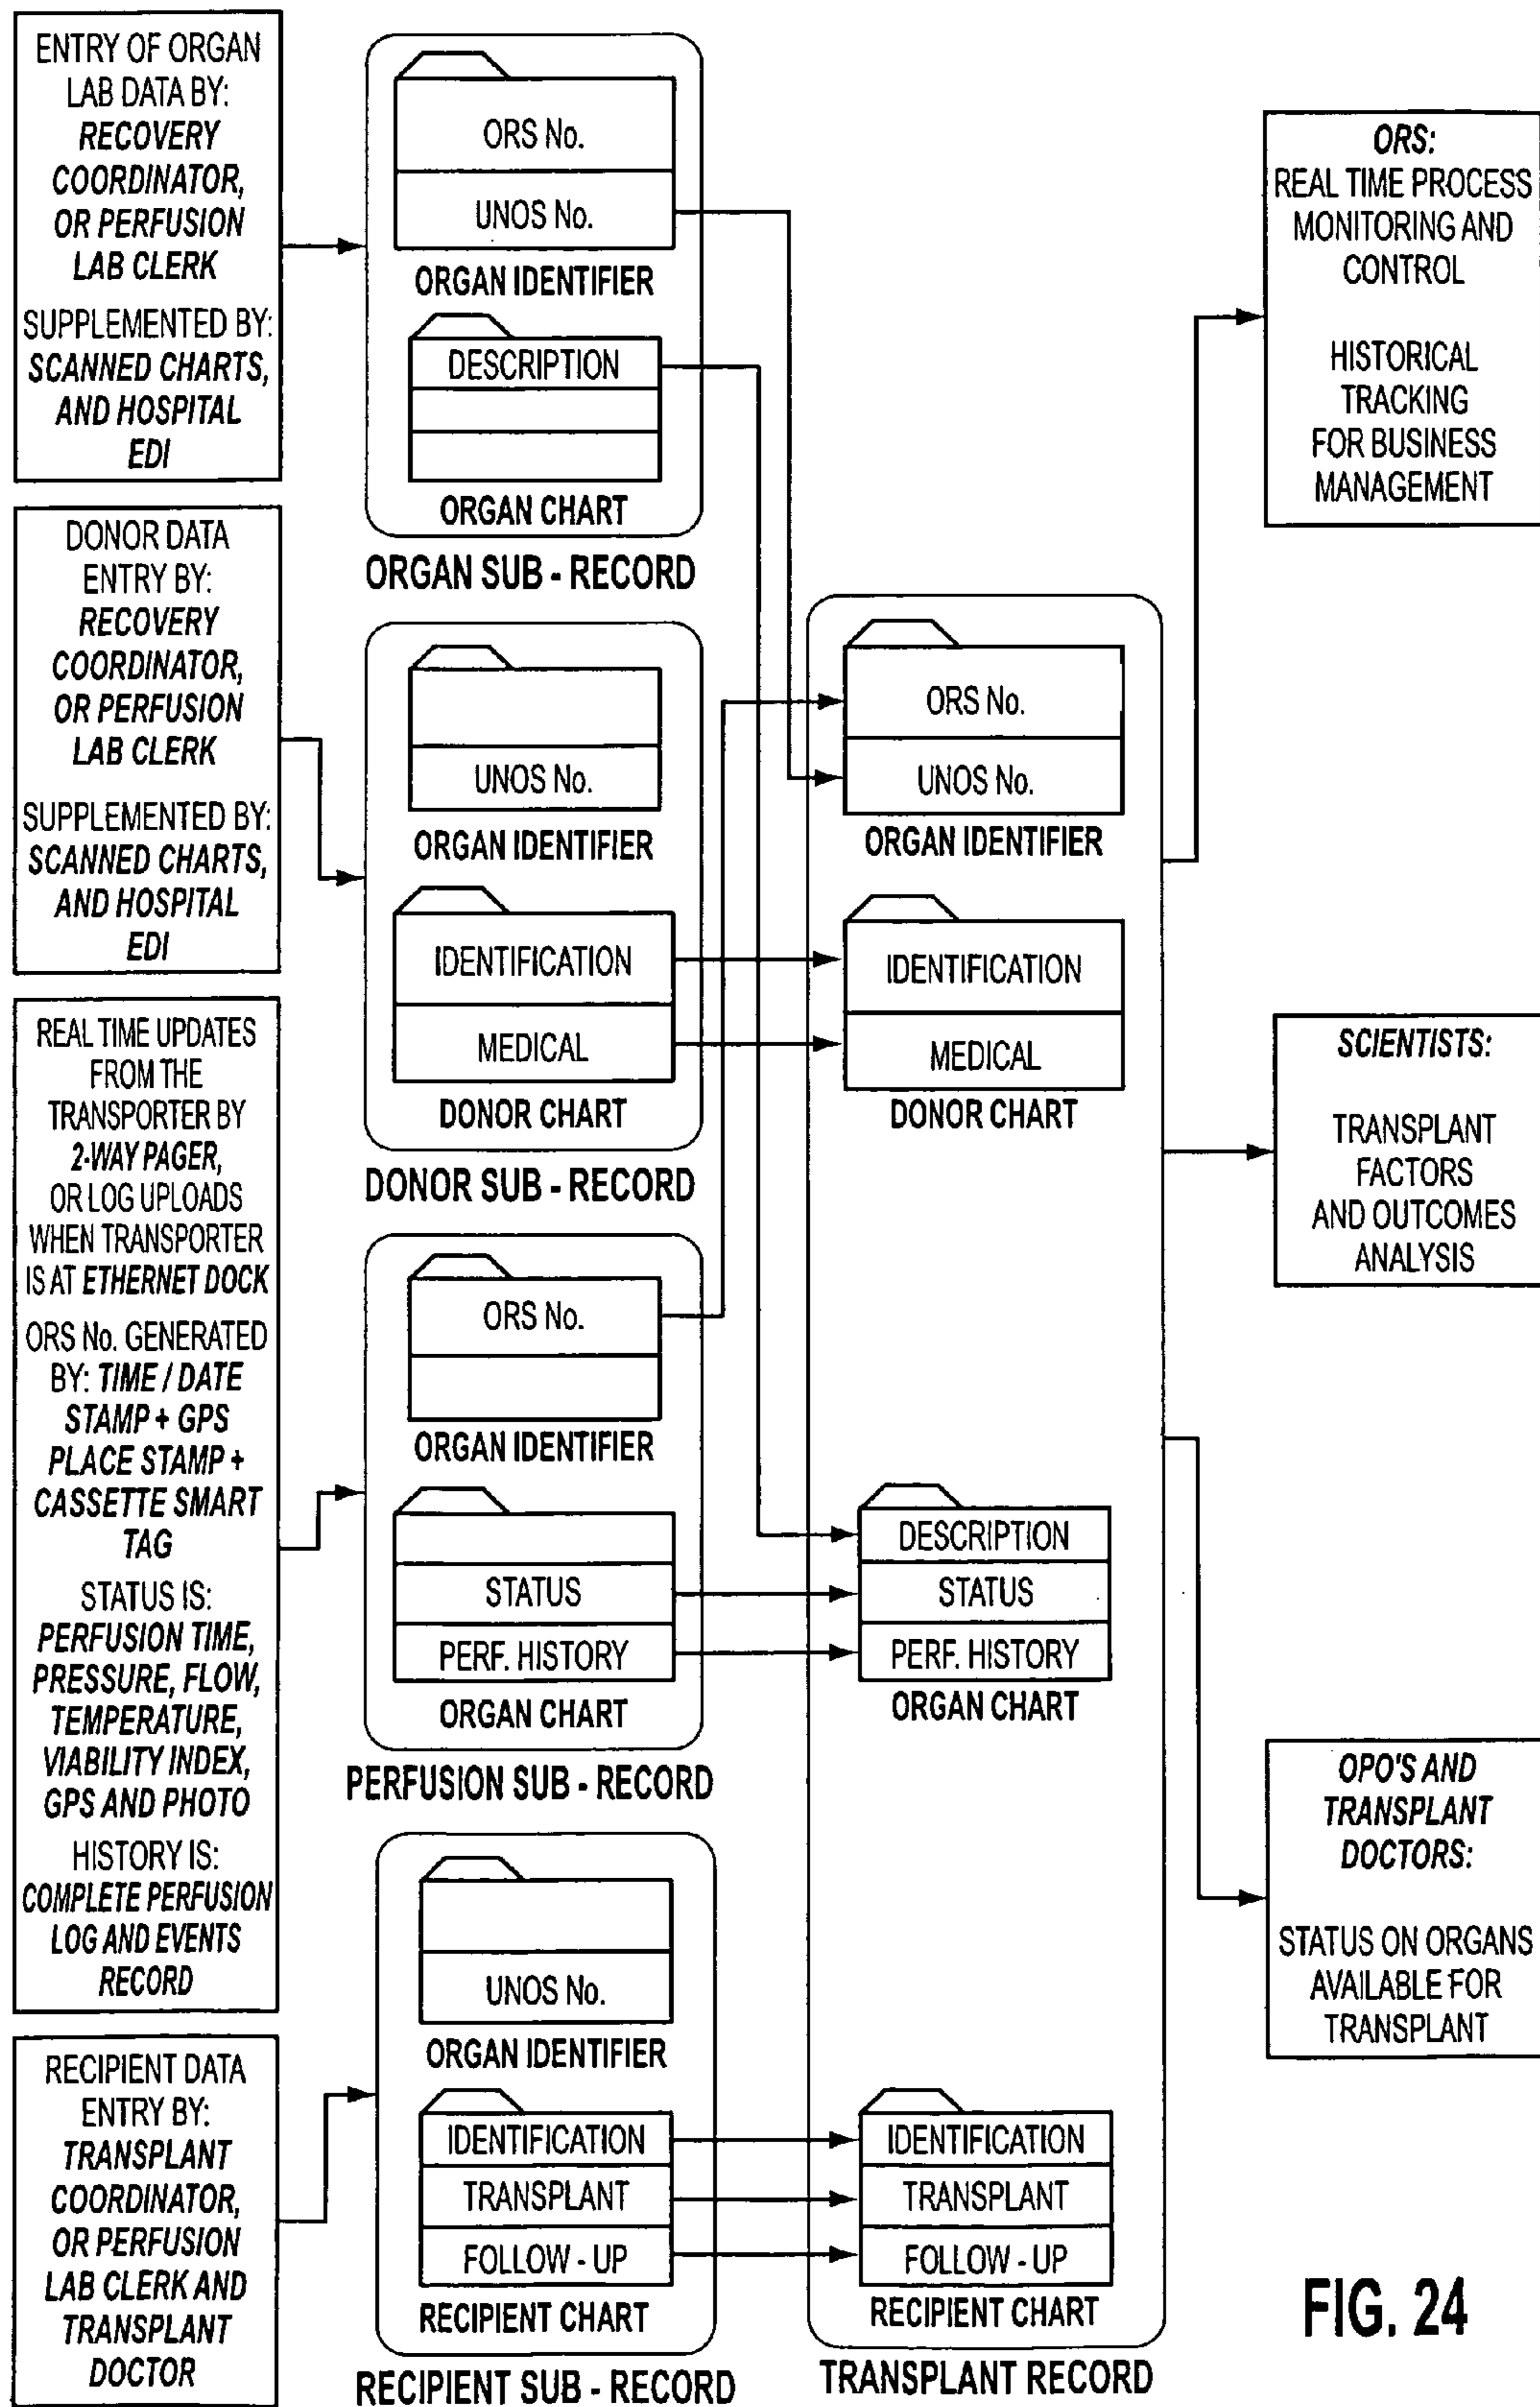 ENTRY OF ORGAN
LAB DATA BY:
RECOVERY
COORDINATOR,
OR PERFUSION
LAB CLERK
SUPPLEMENTED BY:
SCANNED CHARTS,
AND HOSPITAL
EDI
DONOR DATA
ENTRY BY:
RECOVERY
COORDINATOR,
OR PERFUSION
LAB CLERK
SUPPLEMENTED BY:
SCANNED CHARTS,
AND HOSPITAL
EDI
REAL TIME UPDATES
FROM THE
TRANSPORTER BY
2-WAY PAGER,
OR LOG UPLOADS
WHEN TRANSPORTER
IS AT ETHERNET DOCK
ORS No. GENERATED
BY: TIME / DATE
STAMP + GPS
PLACE STAMP +
CASSETTE SMART
TAG
STATUS IS:
PERFUSION TIME,
PRESSURE, FLOW,
TEMPERATURE,
VIABILITY INDEX,
GPS AND PHOTO
HISTORY IS:
COMPLETE PERFUSION
LOG AND EVENTS
RECORD
RECIPIENT DATA
ENTRY BY:
TRANSPLANT
COORDINATOR,
OR PERFUSION
LAB CLERK AND
TRANSPLANT
DOCTOR
ORS No.
UNOS No.
ORGAN IDENTIFIER
DESCRIPTION
ORGAN CHART
ORGAN SUB - RECORD
UNOS No.
ORGAN IDENTIFIER
IDENTIFICATION
MEDICAL
DONOR CHART
DONOR SUB - RECORD
ORS No.
ORGAN IDENTIFIER
STATUS
PERF. HISTORY
ORGAN CHART
PERFUSION SUB - RECORD
UNOS No.
ORGAN IDENTIFIER
IDENTIFICATION
TRANSPLANT
FOLLOW - UP
RECIPIENT CHART
RECIPIENT SUB - RECORD
ORS No.
UNOS No.
ORGAN IDENTIFIER
IDENTIFICATION
MEDICAL
DONOR CHART
DESCRIPTION
STATUS
PERF. HISTORY
ORGAN CHART
IDENTIFICATION
TRANSPLANT
FOLLOW - UP
RECIPIENT CHART
TRANSPLANT RECORD
ORS:
REAL TIME PROCESS
MONITORING AND
CONTROL
HISTORICAL
TRACKING
FOR BUSINESS
MANAGEMENT
SCIENTISTS:
TRANSPLANT
FACTORS
AND OUTCOMES
ANALYSIS
OPO'S AND
TRANSPLANT
DOCTORS:
STATUS ON ORGANS
AVAILABLE FOR
TRANSPLANT
FIG. 24